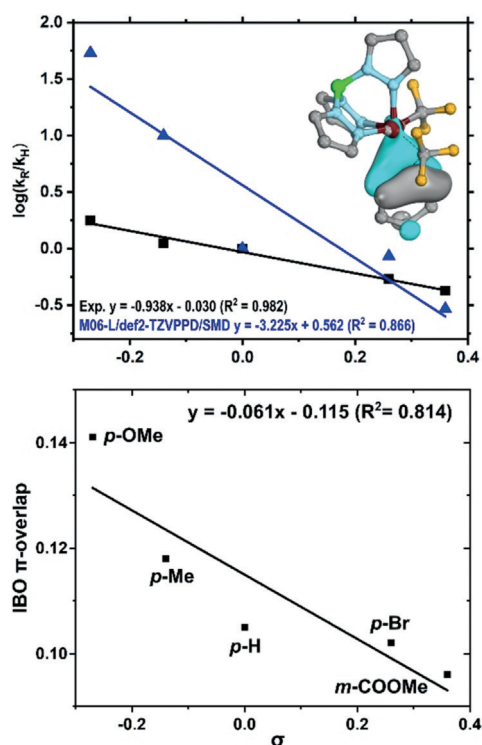 2.0
1.5
1.0
0.5
0.0
-0.5
log(kR/kH)
Exp. y = -0.938x - 0.030 (R² = 0.982)
M06-L/def2-TZVPPD/SMD y = -3.225x + 0.562 (R² = 0.866)
-0.2 0.0 0.2 0.4
y = -0.061x - 0.115 (R² = 0.814)
0.14
0.12
0.10
IBO π-overlap
p-OMe
p-Me
p-H
p-Br
m-COOMe
-0.2 0.0 0.2 0.4
σ